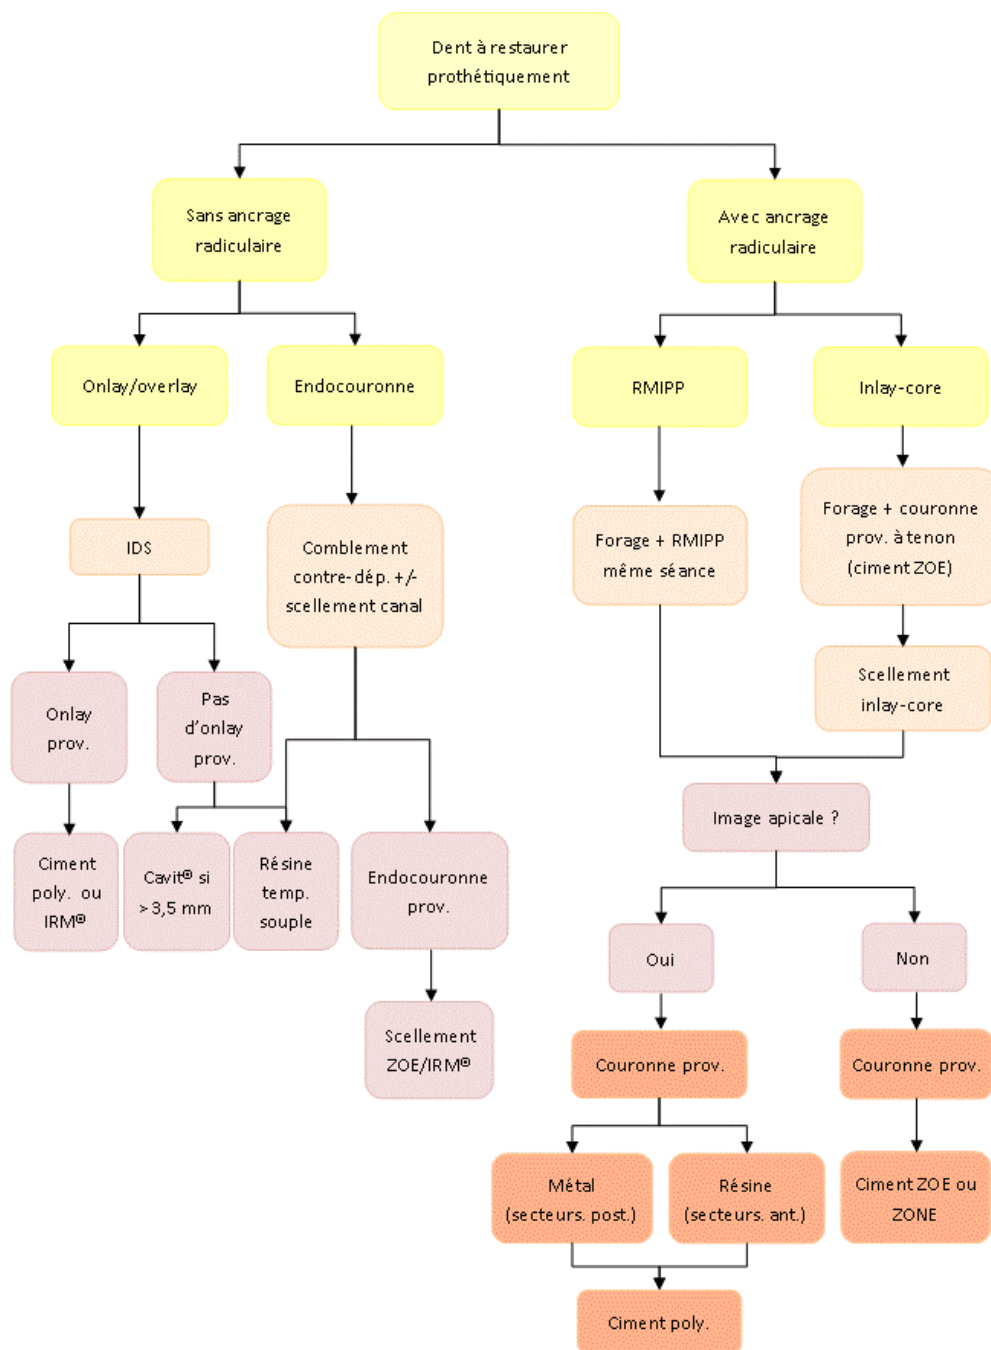 Dent à restaurer
prothétiquement
Sans ancrage
radiculaire
Avec ancrage
radiculaire
Onlay/overlay
Endocouronne
RMIPP
Inlay-core
IDS
Comblement
contre-dép. +/-
scellement canal
Forage + RMIPP
même séance
Forage + couronne
prov. à tenon
(ciment ZOE)
Onlay
prov.
Pas
d’onlay
prov.
Scellement
inlay-core
Image apicale ?
Ciment
poly. ou
IRM®
Cavit® si
>3,5 mm
Résine
temp.
souple
Endocouronne
prov.
Oui
Non
Scellement
ZOE/IRM®
Couronne prov.
Couronne prov.
Métal
(secteurs. post.)
Résine
(secteurs. ant.)
Ciment ZOE ou
ZONE
Ciment poly.